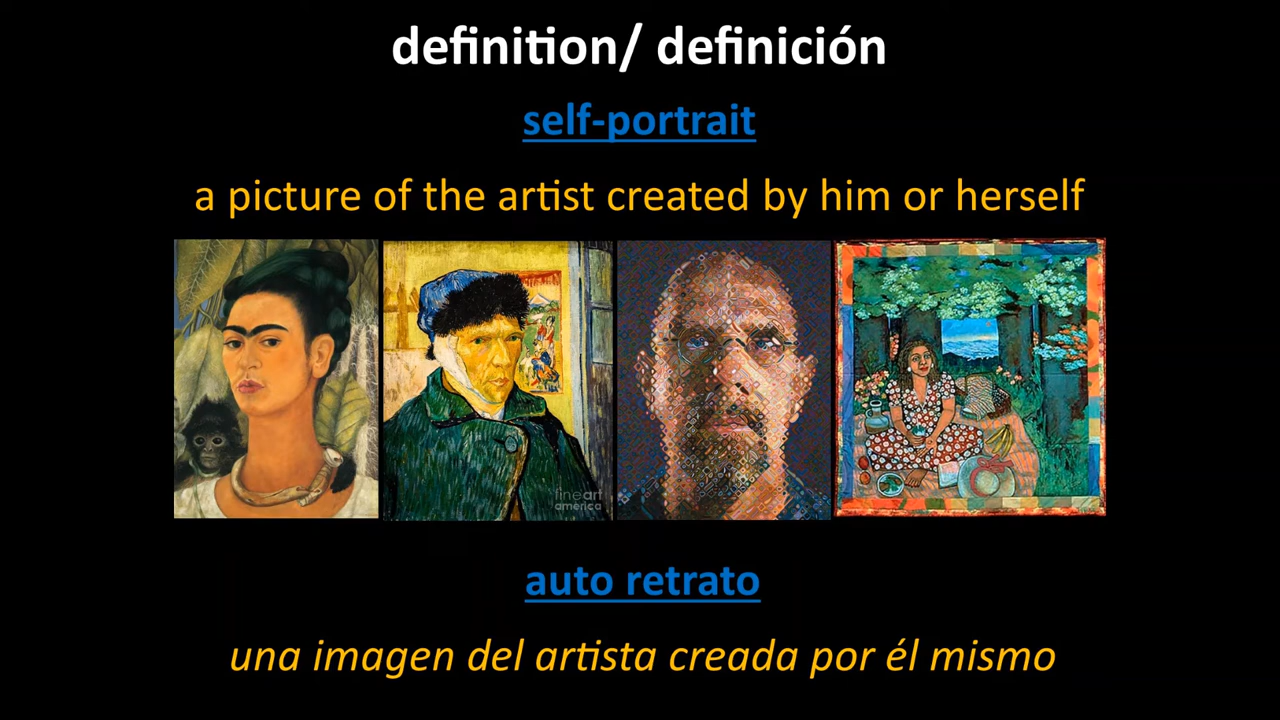 definition/ definición
self-portrait
a picture of the artist created by him or herself
fineart
america
auto retrato
una imagen del artista creada por él mismo